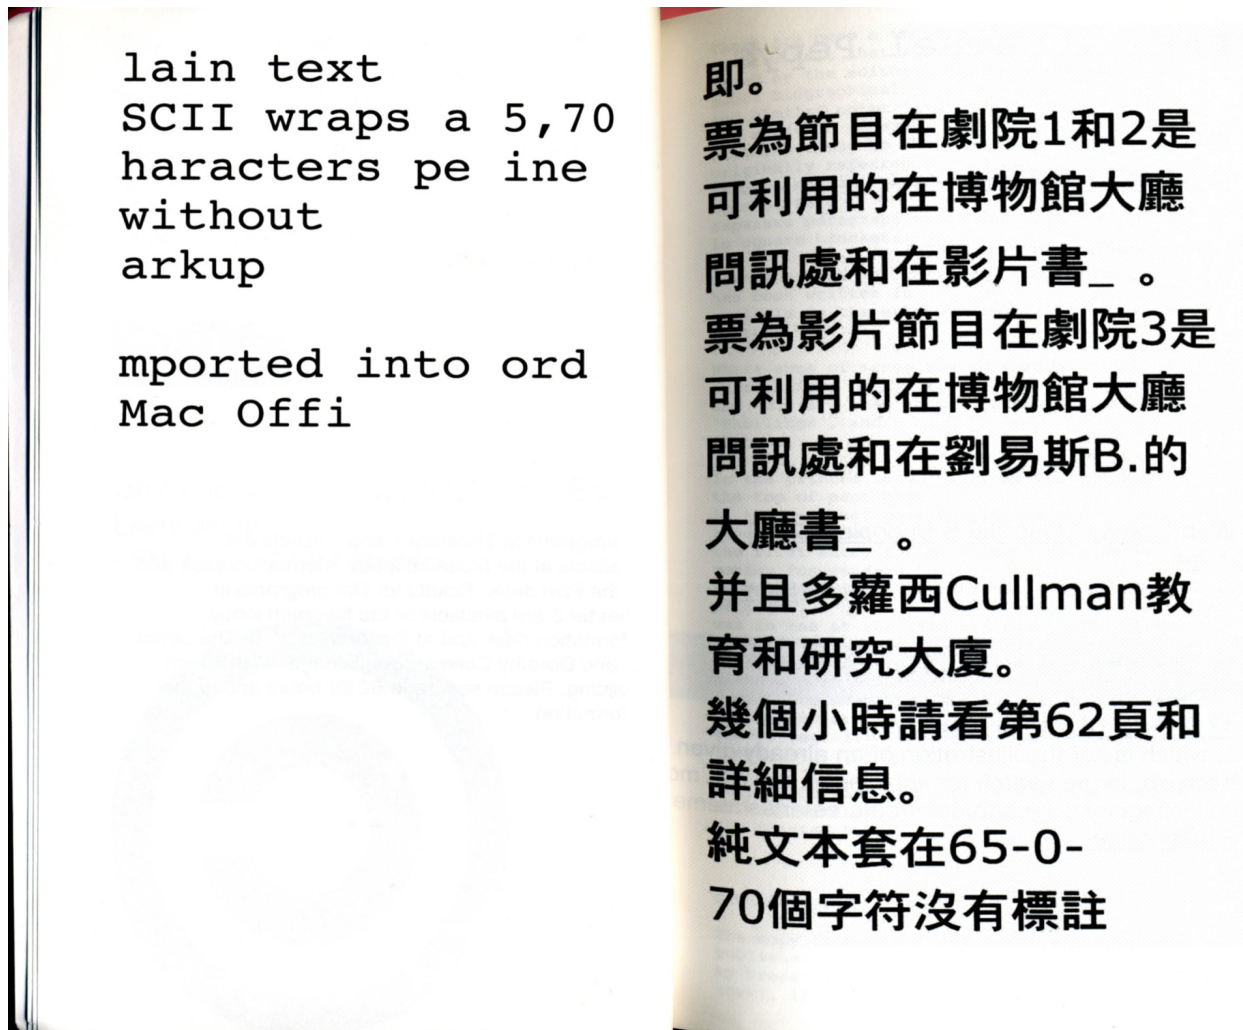 lain text
SCII wraps a 5,70
haracters pe ine
without
arkup
mported into ord
Mac Offi
即。
票為節目在劇院1和2是
可利用的在博物館大廳
問訊處和在影片書_ 。
票為影片節目在劇院3是
可利用的在博物館大廳
問訊處和在劉易斯B.的
大廳書_ 。
并且多蘿西Cullman教
育和研究大廈。
幾個小時請看第62頁和
詳細信息。
純文本套在65-0-
70個字符沒有標註